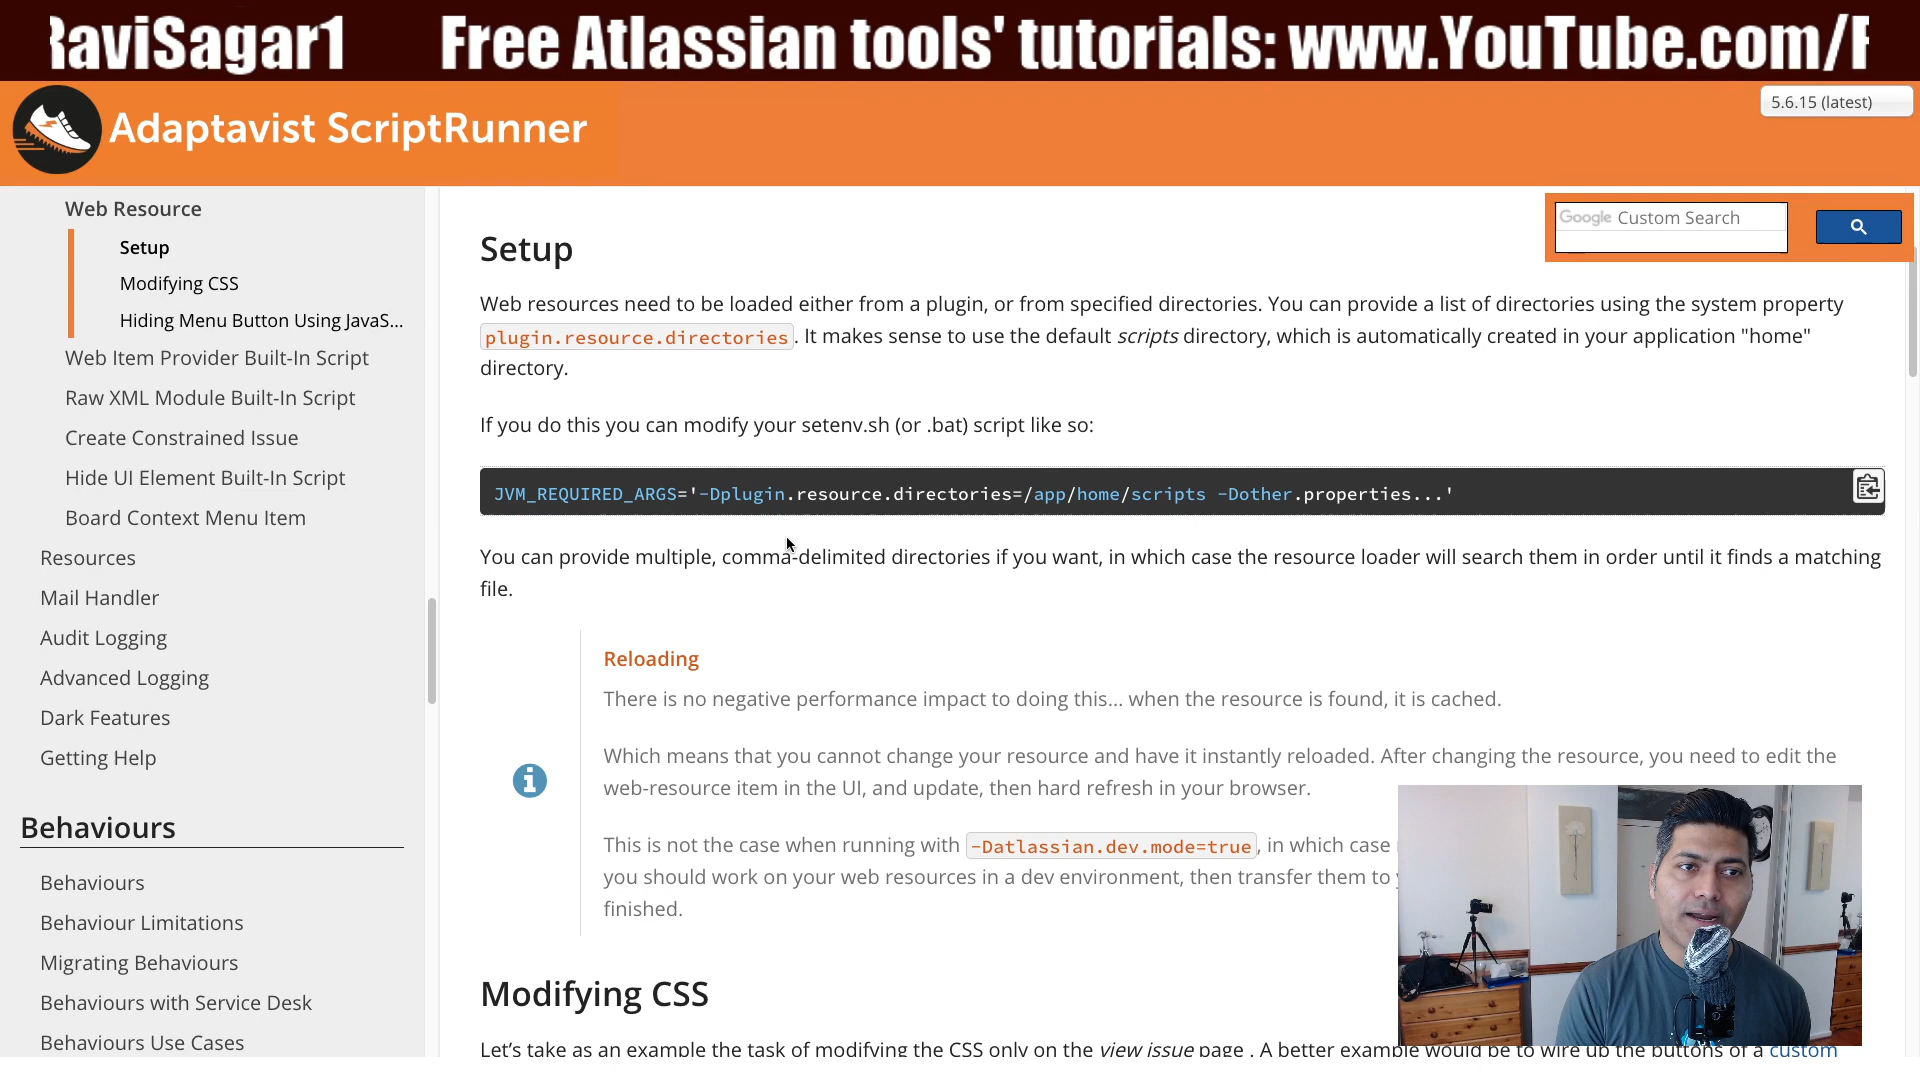 RaviSagar1 Free Atlassian tools' tutorials: www.YouTube.com/R
Adaptavist ScriptRunner
5.6.15 (latest)
Google Custom Search
Web Resource
Setup
Modifying CSS
Hiding Menu Button Using JavaS...
Web Item Provider Built-In Script
Raw XML Module Built-In Script
Create Constrained Issue
Hide UI Element Built-In Script
Board Context Menu Item
Resources
Mail Handler
Audit Logging
Advanced Logging
Dark Features
Getting Help
Behaviours
Behaviours
Behaviour Limitations
Migrating Behaviours
Behaviours with Service Desk
Behaviours Use Cases
Setup
Web resources need to be loaded either from a plugin, or from specified directories. You can provide a list of directories using the system property
plugin.resource.directories. It makes sense to use the default scripts directory, which is automatically created in your application "home"
directory.
If you do this you can modify your setenv.sh (or .bat) script like so:
JVM_REQUIRED_ARGS='-Dplugin.resource.directories=/app/home/scripts -Dother.properties...'
You can provide multiple, comma-delimited directories if you want, in which case the resource loader will search them in order until it finds a matching
file.
Reloading
There is no negative performance impact to doing this... when the resource is found, it is cached.
Which means that you cannot change your resource and have it instantly reloaded. After changing the resource, you need to edit the
web-resource item in the UI, and update, then hard refresh in your browser.
This is not the case when running with -Datlassian.dev.mode=true, in which case
you should work on your web resources in a dev environment, then transfer them to
finished.
Modifying CSS
Let's take as an example the task of modifying the CSS only on the view issue page . A better example would be to wire up the buttons of a custom